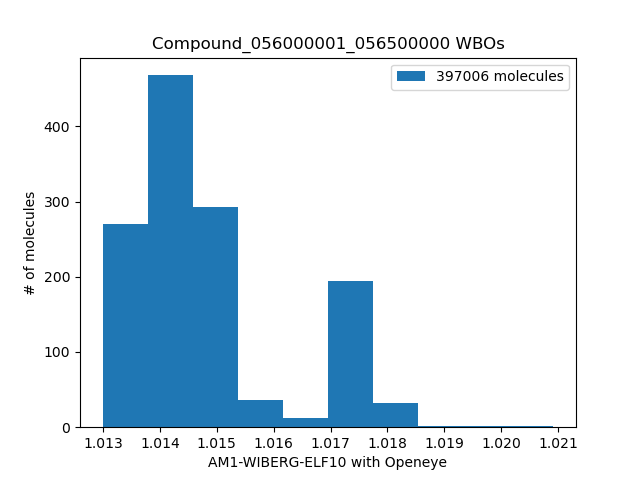 Compound_056000001_056500000 WBOs
397006 molecules
# of molecules
400
300
200
100
0
1.013 1.014 1.015 1.016 1.017 1.018 1.019 1.020 1.021
AM1-WIBERG-ELF10 with Openeye